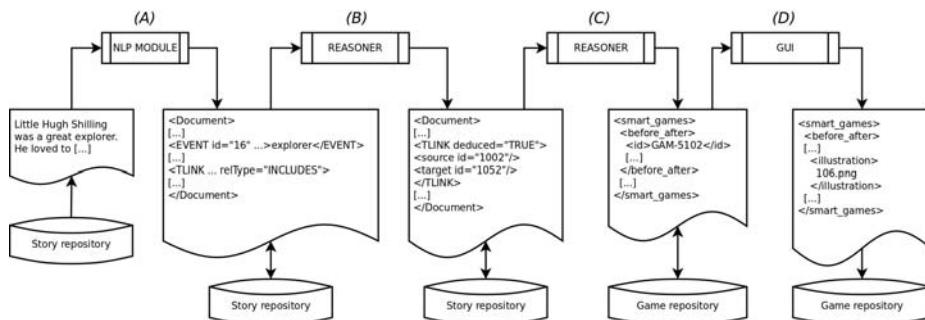 (A)
(B)
(C)
(D)
NLP MODULE
REASONER
REASONER
GUI
Little Hugh Shilling
was a great explorer.
He loved to [...]
Story repository
<Document>
[...]
<EVENT id="16" ...>explorer</EVENT>
[...]
<TLINK ... relType="INCLUDES">
[...]
</Document>
Story repository
<Document>
[...]
<TLINK deduced="TRUE">
<source id="1002"/>
<target id="1052"/>
</TLINK>
[...]
</Document>
Story repository
<smart_games>
<before_after>
<id>GAM-5102</id>
[...]
</before_after>
[...]
</smart_games>
Game repository
<smart_games>
<before_after>
[...]
<illustration>
106.png
</illustration>
[...]
</smart_games>
Game repository